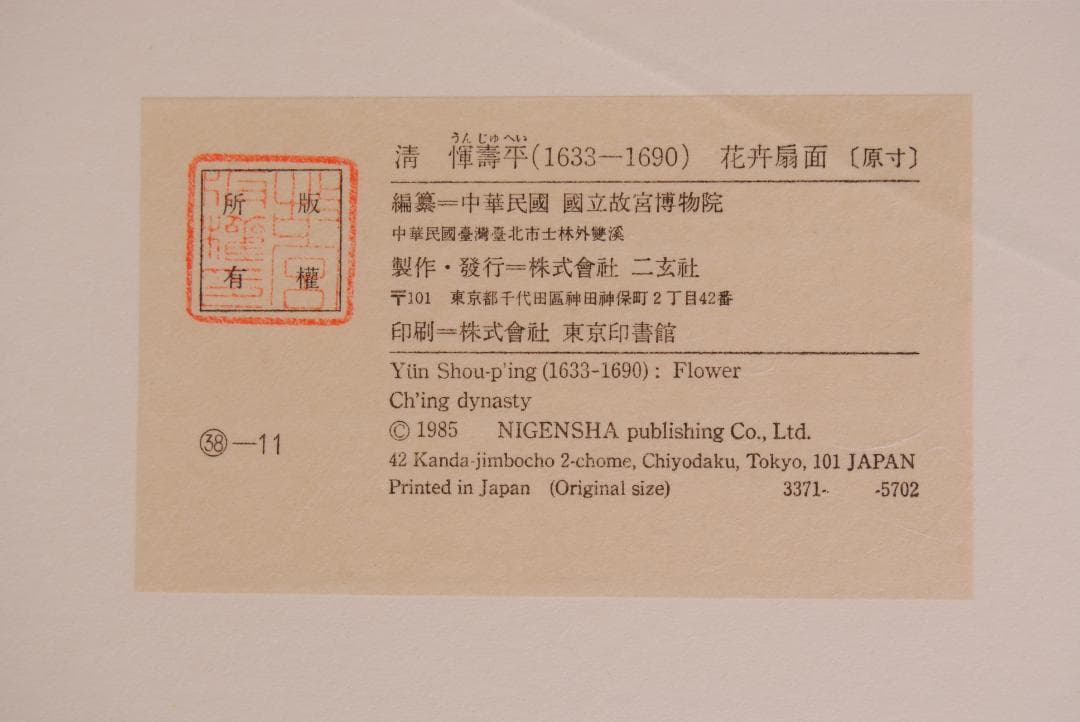 うんじゅへい
清 惲壽平(1633—1690) 花卉扇面〔原寸〕
編纂＝中華民國 國立故宮博物院
中華民國臺灣臺北市士林外雙溪
製作・發行＝株式會社 二玄社
〒101 東京都千代田區神田神保町2丁目42番
印刷＝株式會社 東京印書館
Yün Shou-p'ing (1633-1690) : Flower
Ch'ing dynasty
© 1985 NIGENSHA publishing Co., Ltd.
42 Kanda-jimbocho 2-chome, Chiyodaku, Tokyo, 101 JAPAN
Printed in Japan (Original size) 3371- -5702
版權
所有
㊳—11